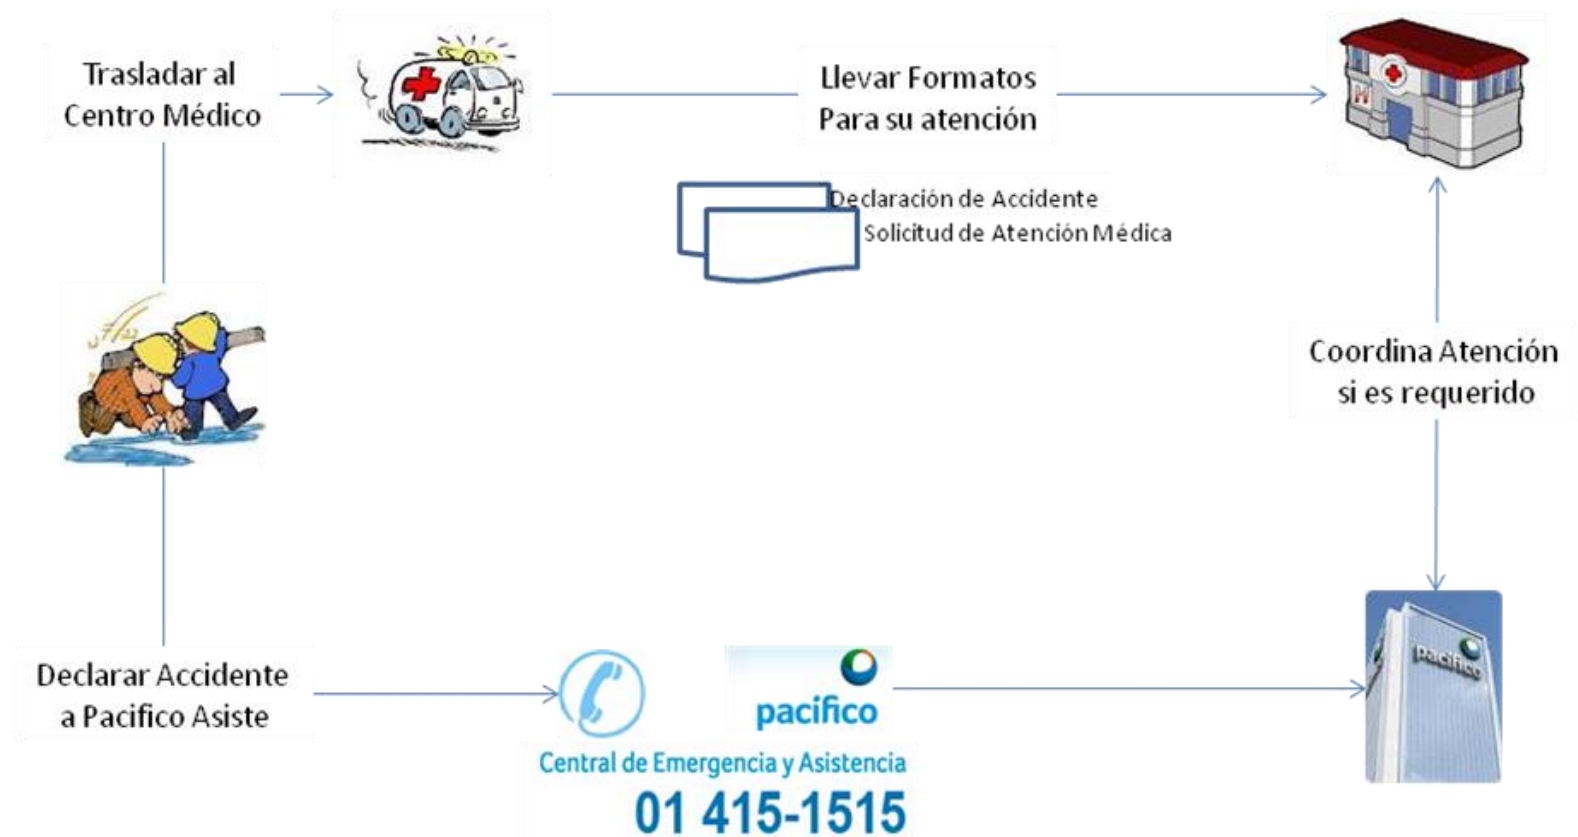 Trasladar al
Centro Médico
Llevar Formatos
Para su atención
Declaración de Accidente
Solicitud de Atención Médica
Coordina Atención
si es requerido
Declarar Accidente
a Pacifico Asiste
pacifico
Central de Emergencia y Asistencia
01 415-1515
pacifico